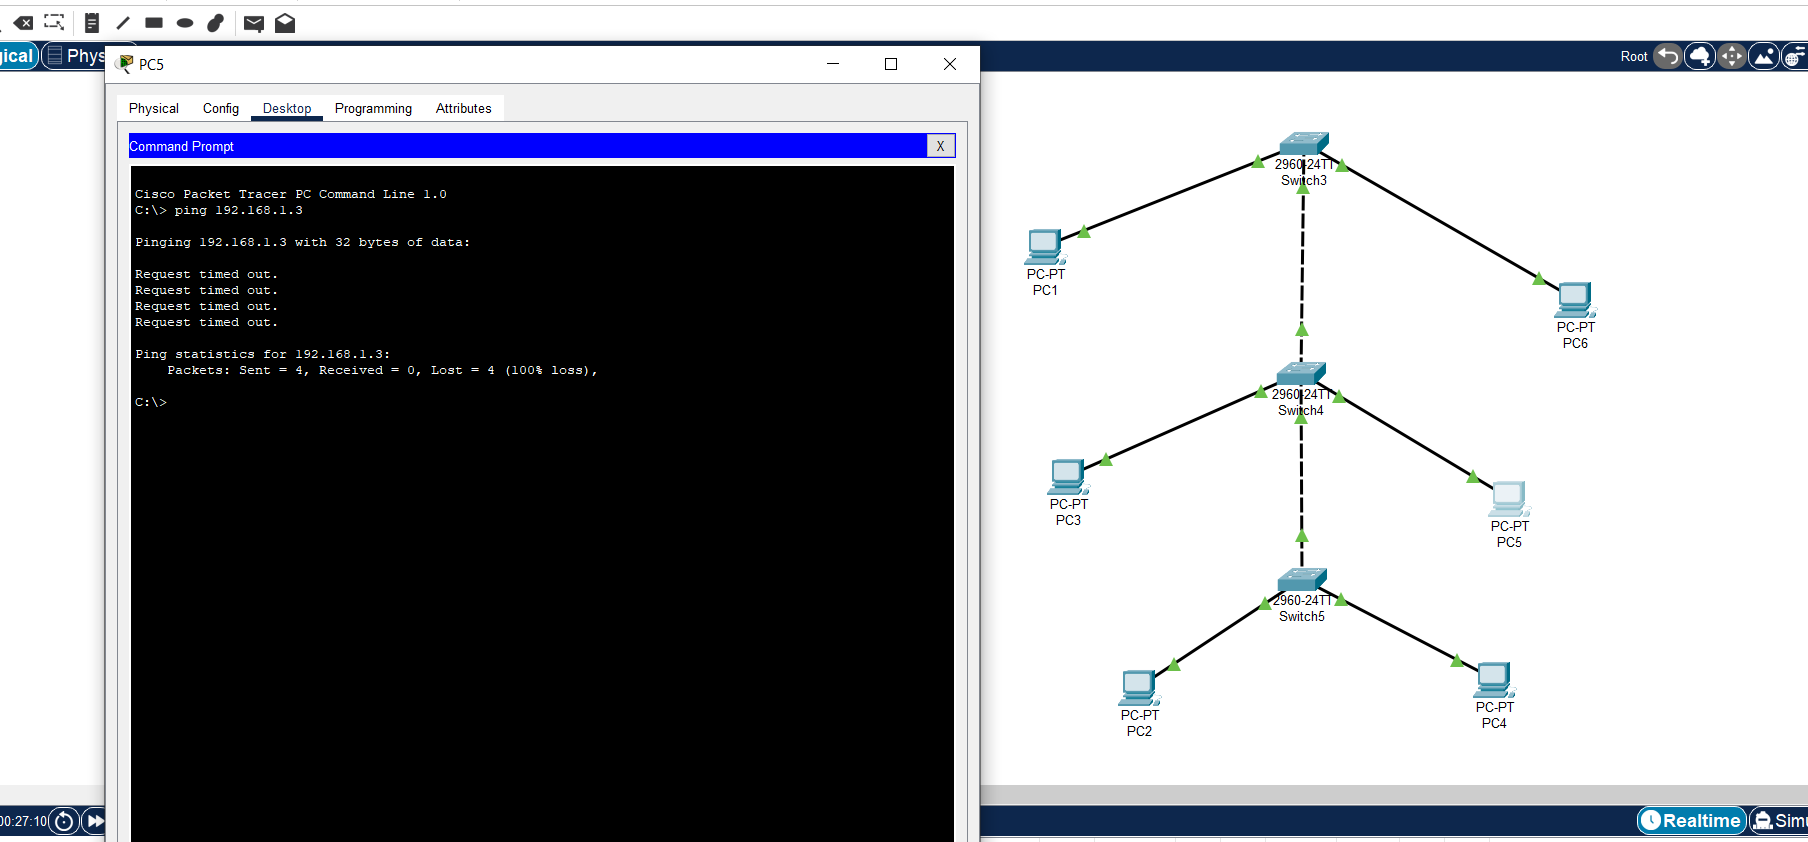 ical
Phys
Root
PC5
Physical
Config
Desktop
Programming
Attributes
Command Prompt
X
Cisco Packet Tracer PC Command Line 1.0
C:\> ping 192.168.1.3
Pinging 192.168.1.3 with 32 bytes of data:
Request timed out.
Request timed out.
Request timed out.
Request timed out.
Ping statistics for 192.168.1.3:
Packets: Sent = 4, Received = 0, Lost = 4 (100% loss),
C:\>
2960-24TT
Switch3
PC-PT
PC1
PC-PT
PC6
2960-24TT
Switch4
PC-PT
PC3
PC-PT
PC5
2960-24TT
Switch5
PC-PT
PC2
PC-PT
PC4
00:27:10
Realtime
Simu